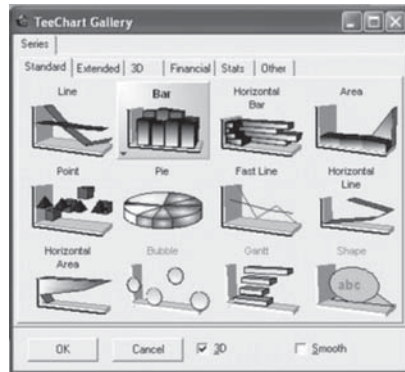 TeeChart Gallery
Series
Standard Extended 3D Financial Stats Other
Line Bar Horizontal Bar Area
Point Pie Fast Line Horizontal Line
Horizontal Area Bubble Gantt Shape
abc
OK Cancel 3D Smooth